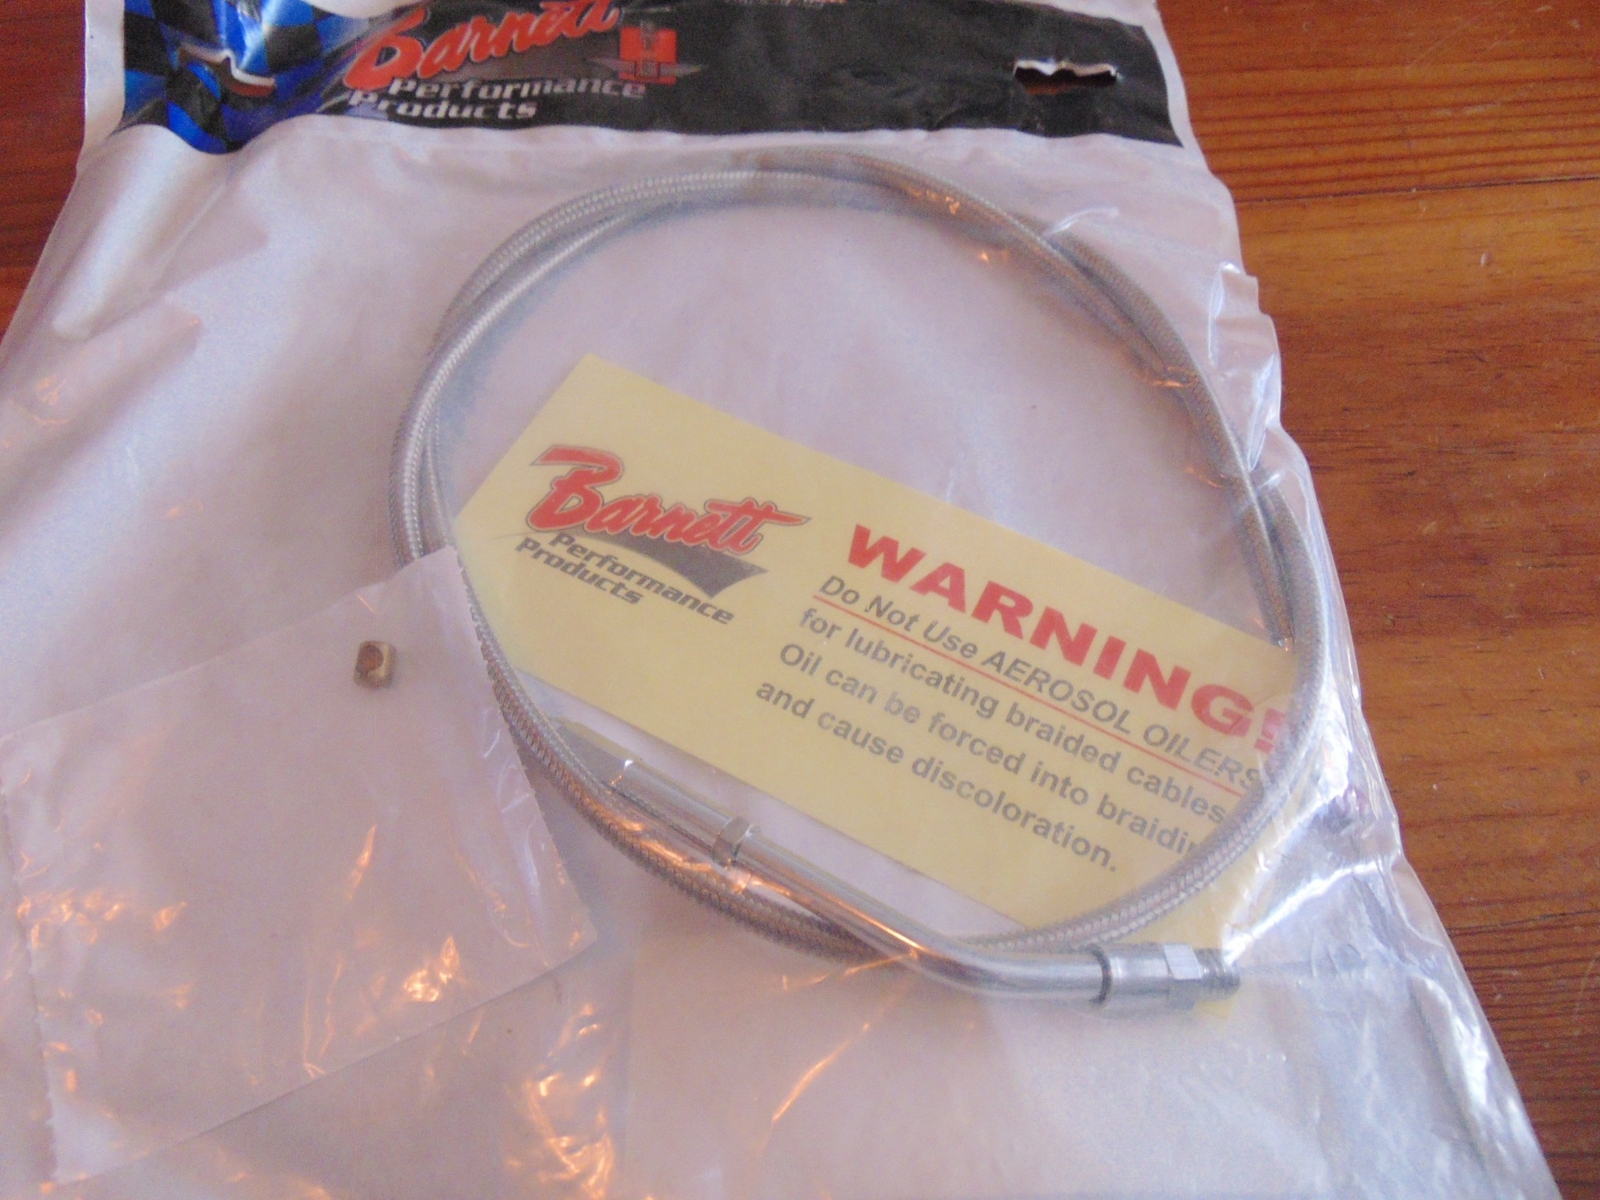 Barnett
Performance
Products
Barnett
Performance
Products
WARNING!
Do Not Use AEROSOL OILERS
for lubricating braided cables
Oil can be forced into
and cause discoloration.